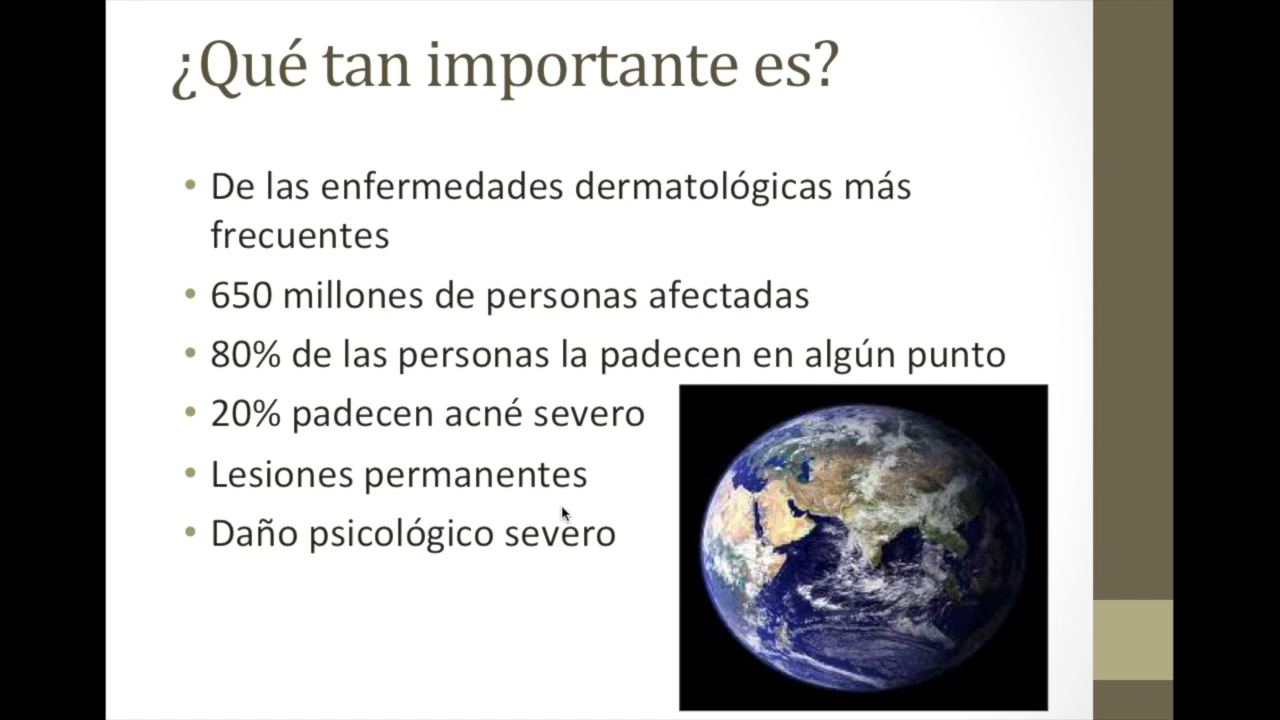 ¿Qué tan importante es?
• De las enfermedades dermatológicas más
frecuentes
• 650 millones de personas afectadas
• 80% de las personas la padecen en algún punto
• 20% padecen acné severo
• Lesiones permanentes
• Daño psicológico severo